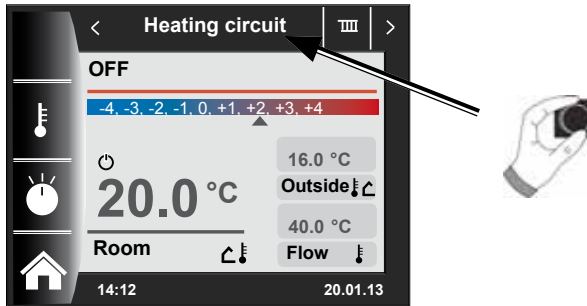 < Heating circuit >
OFF
-4, -3, -2, -1, 0, +1, +2, +3, +4
16.0 °C
Outside
20.0 °C
40.0 °C
Room
Flow
14:12 20.01.13